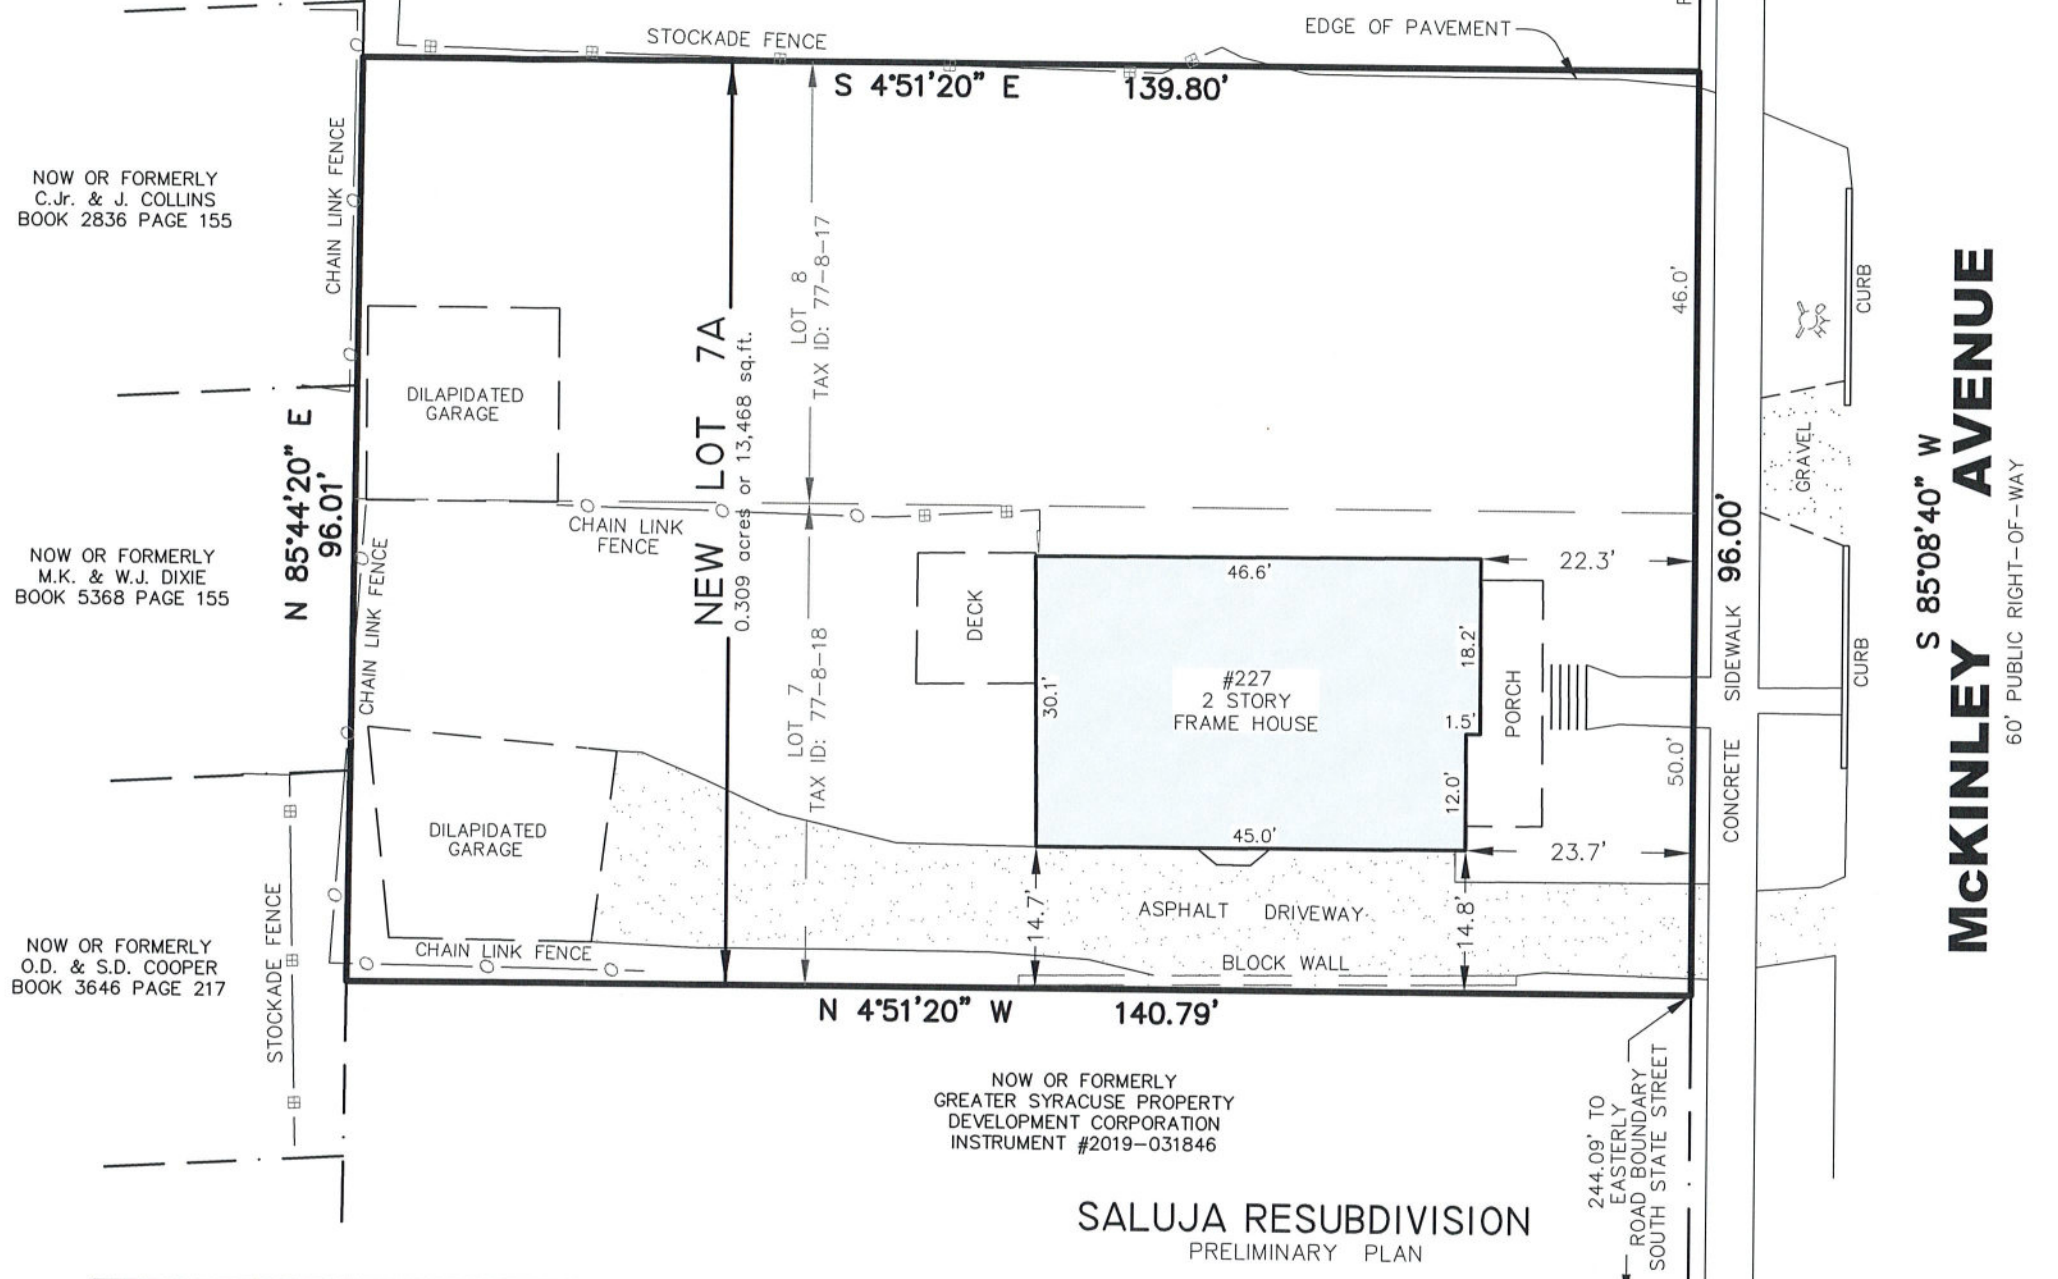 STOCKADE FENCE
EDGE OF PAVEMENT
S 4°51'20" E 139.80'
CHAIN LINK FENCE
NOW OR FORMERLY
C.Jr. & J. COLLINS
BOOK 2836 PAGE 155
LOT 8
TAX ID: 77-8-17
46.0'
CURB
DILAPIDATED
GARAGE
NEW LOT 7A
0.309 acres or 13,468 sq.ft.
GRAVEL
N 85°44'20" E
96.01'
CHAIN LINK
FENCE
NOW OR FORMERLY
M.K. & W.J. DIXIE
BOOK 5368 PAGE 155
CHAIN LINK FENCE
DECK
46.6'
22.3'
30.1'
18.2'
#227
2 STORY
FRAME HOUSE
1.5'
PORCH
12.0'
45.0'
23.7'
50.0'
LOT 7
TAX ID: 77-8-18
96.00'
CONCRETE SIDEWALK
CURB
S 85°08'40" W
McKINLEY AVENUE
60' PUBLIC RIGHT-OF-WAY
DILAPIDATED
GARAGE
CHAIN LINK FENCE
14.7'
ASPHALT DRIVEWAY
14.8'
BLOCK WALL
NOW OR FORMERLY
O.D. & S.D. COOPER
BOOK 3646 PAGE 217
STOCKADE FENCE
N 4°51'20" W 140.79'
NOW OR FORMERLY
GREATER SYRACUSE PROPERTY
DEVELOPMENT CORPORATION
INSTRUMENT #2019-031846
244.09' TO
EASTERLY
ROAD BOUNDARY
SOUTH STATE STREET
SALUJA RESUBDIVISION
PRELIMINARY PLAN